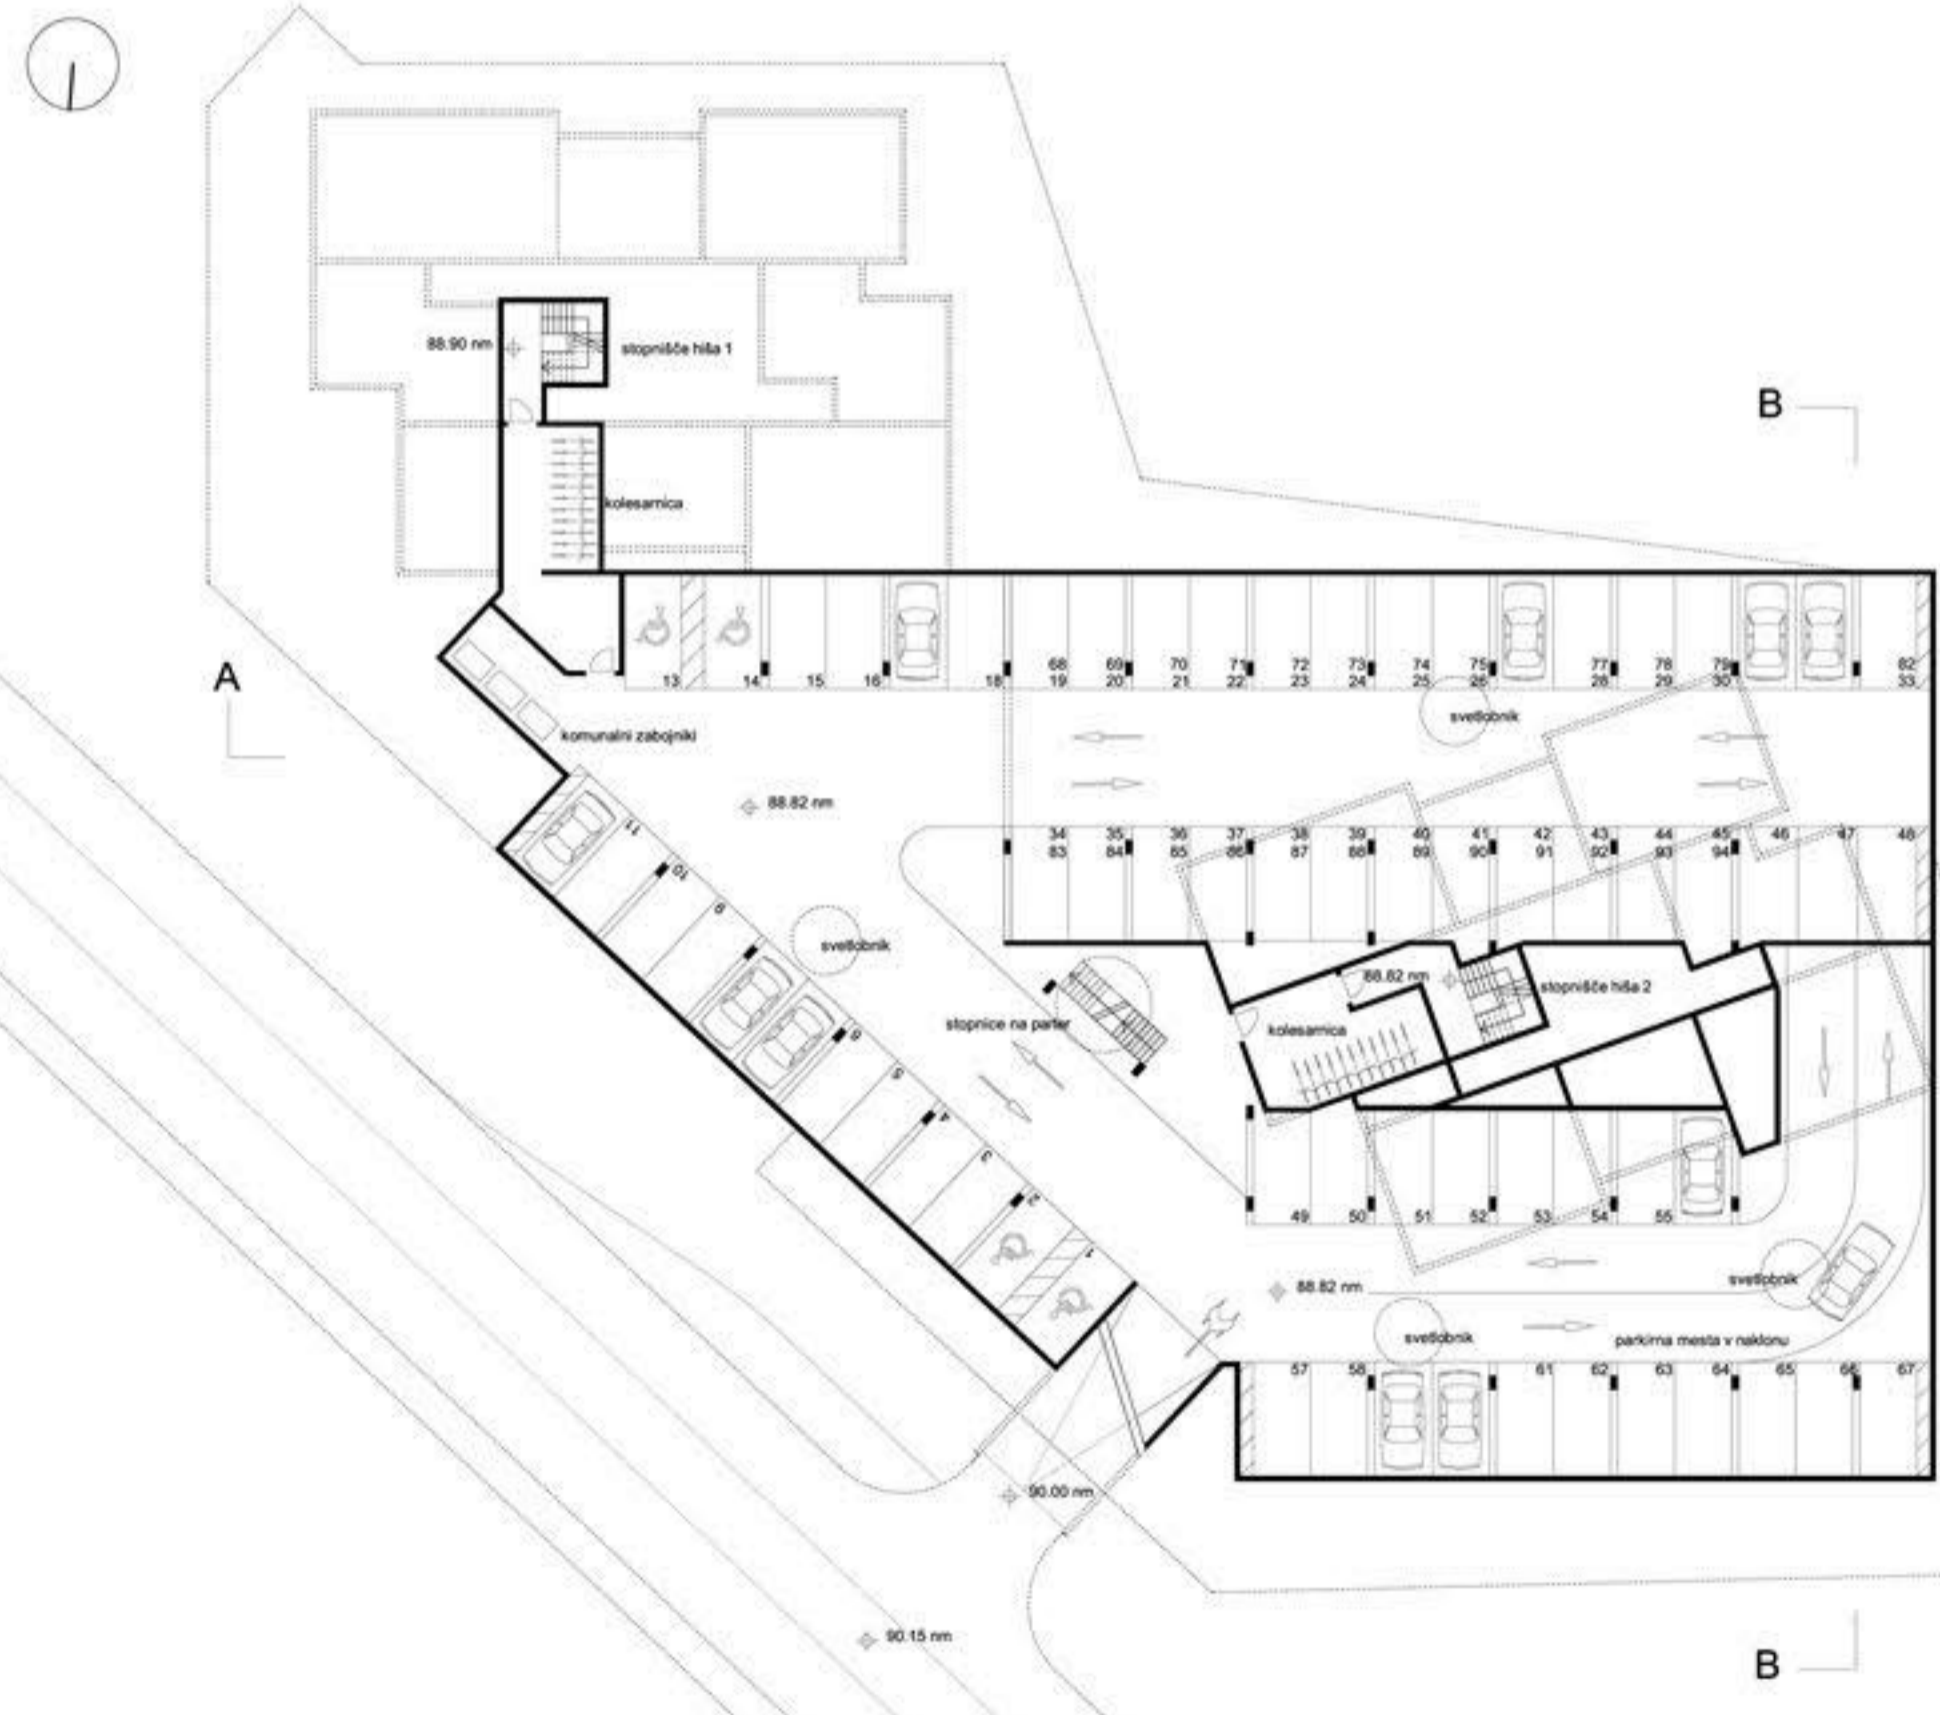 88.90 nm
stopnišče hiša 1
B
kolesarnica
A
68 69 70 71 72 73 74 75 77 78 79 82
13 14 15 16 18 19 20 21 22 23 24 25 26 28 29 30 33
svetlobnik
komunalni zabojniki
88.82 nm
11
10
9
6
5
4
3
2
1
34 35 36 37 38 39 40 41 42 43 44 45 46 47 48
83 84 85 86 87 88 89 90 91 92 93 94
svetlobnik
88.82 nm
stopnišče hiša 2
stopnice na parter
kolesarnica
49 50 51 52 53 54 55
88.82 nm
svetlobnik
svetlobnik
parkirna mesta v naklonu
57 58 61 62 63 64 65 66 67
90.00 nm
90.15 nm
B